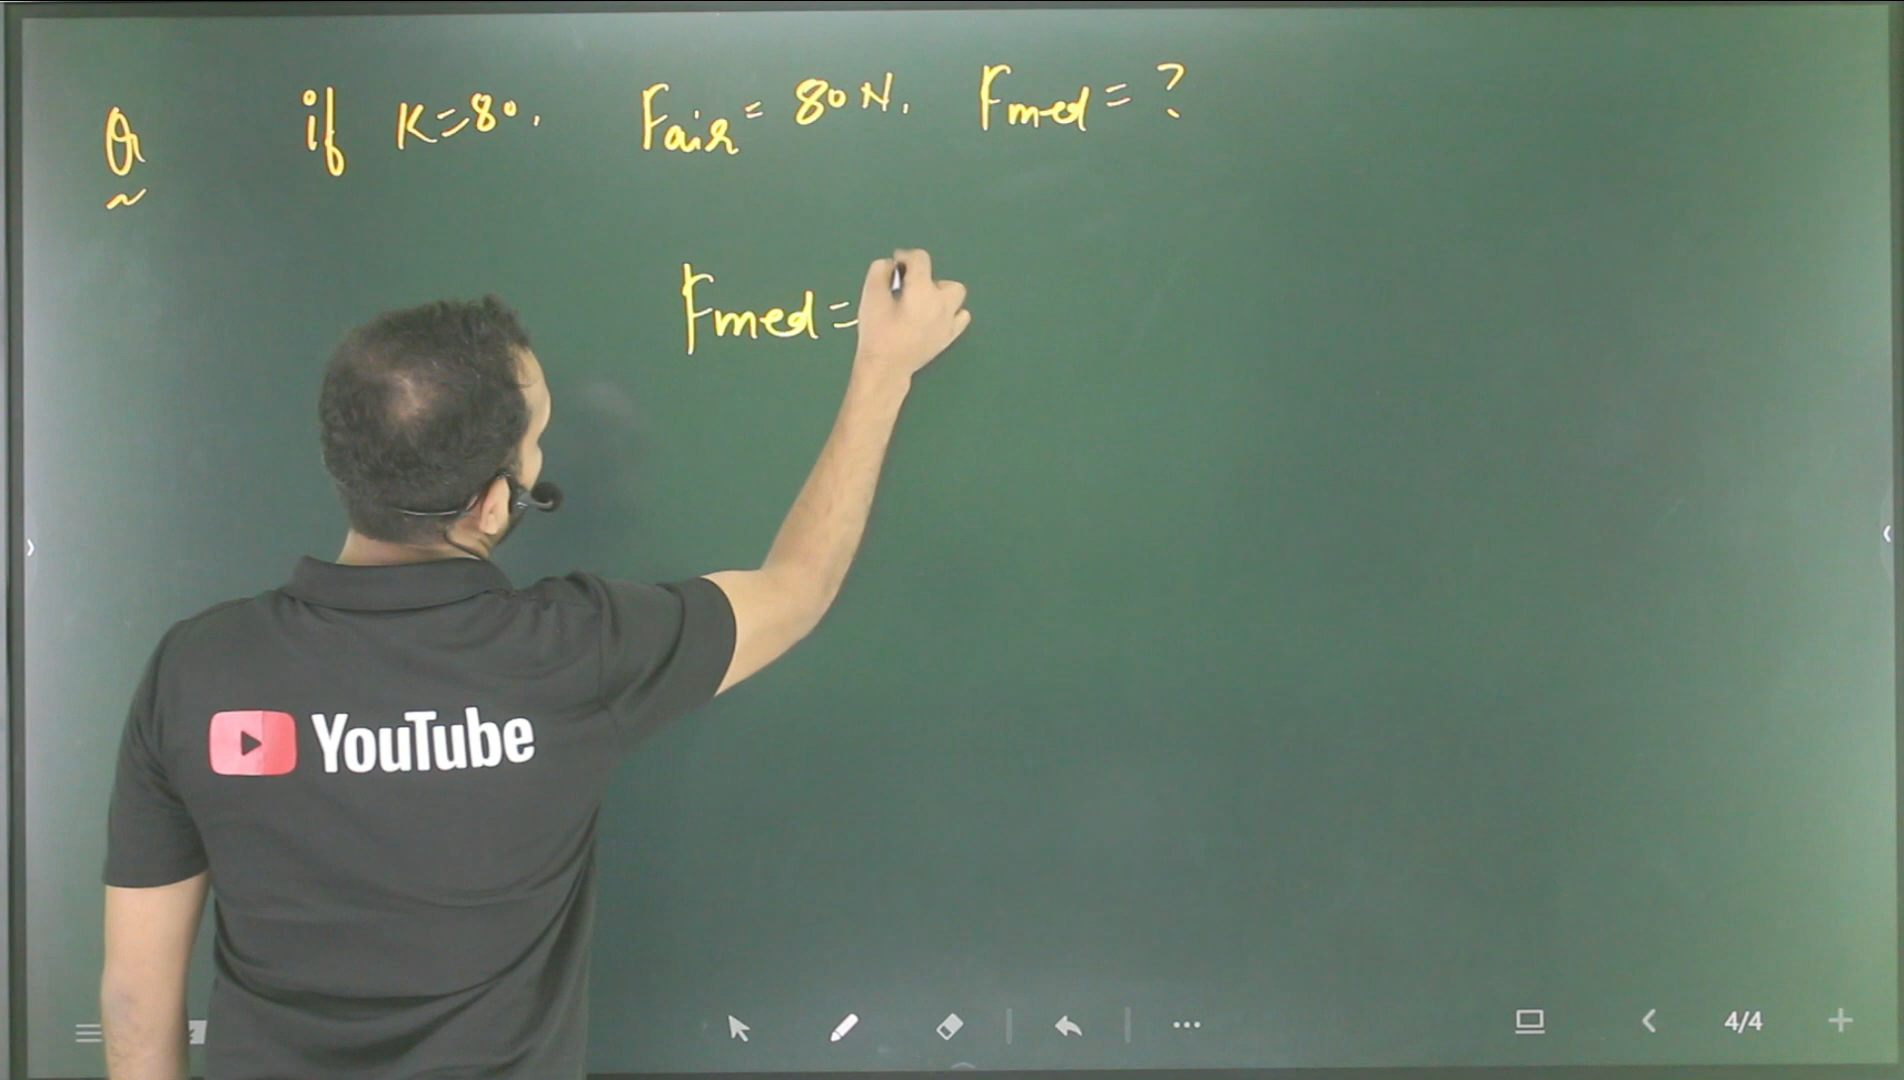 Q if K=80, Fair = 80 N, Fmed = ?
Fmed =
YouTube
4/4